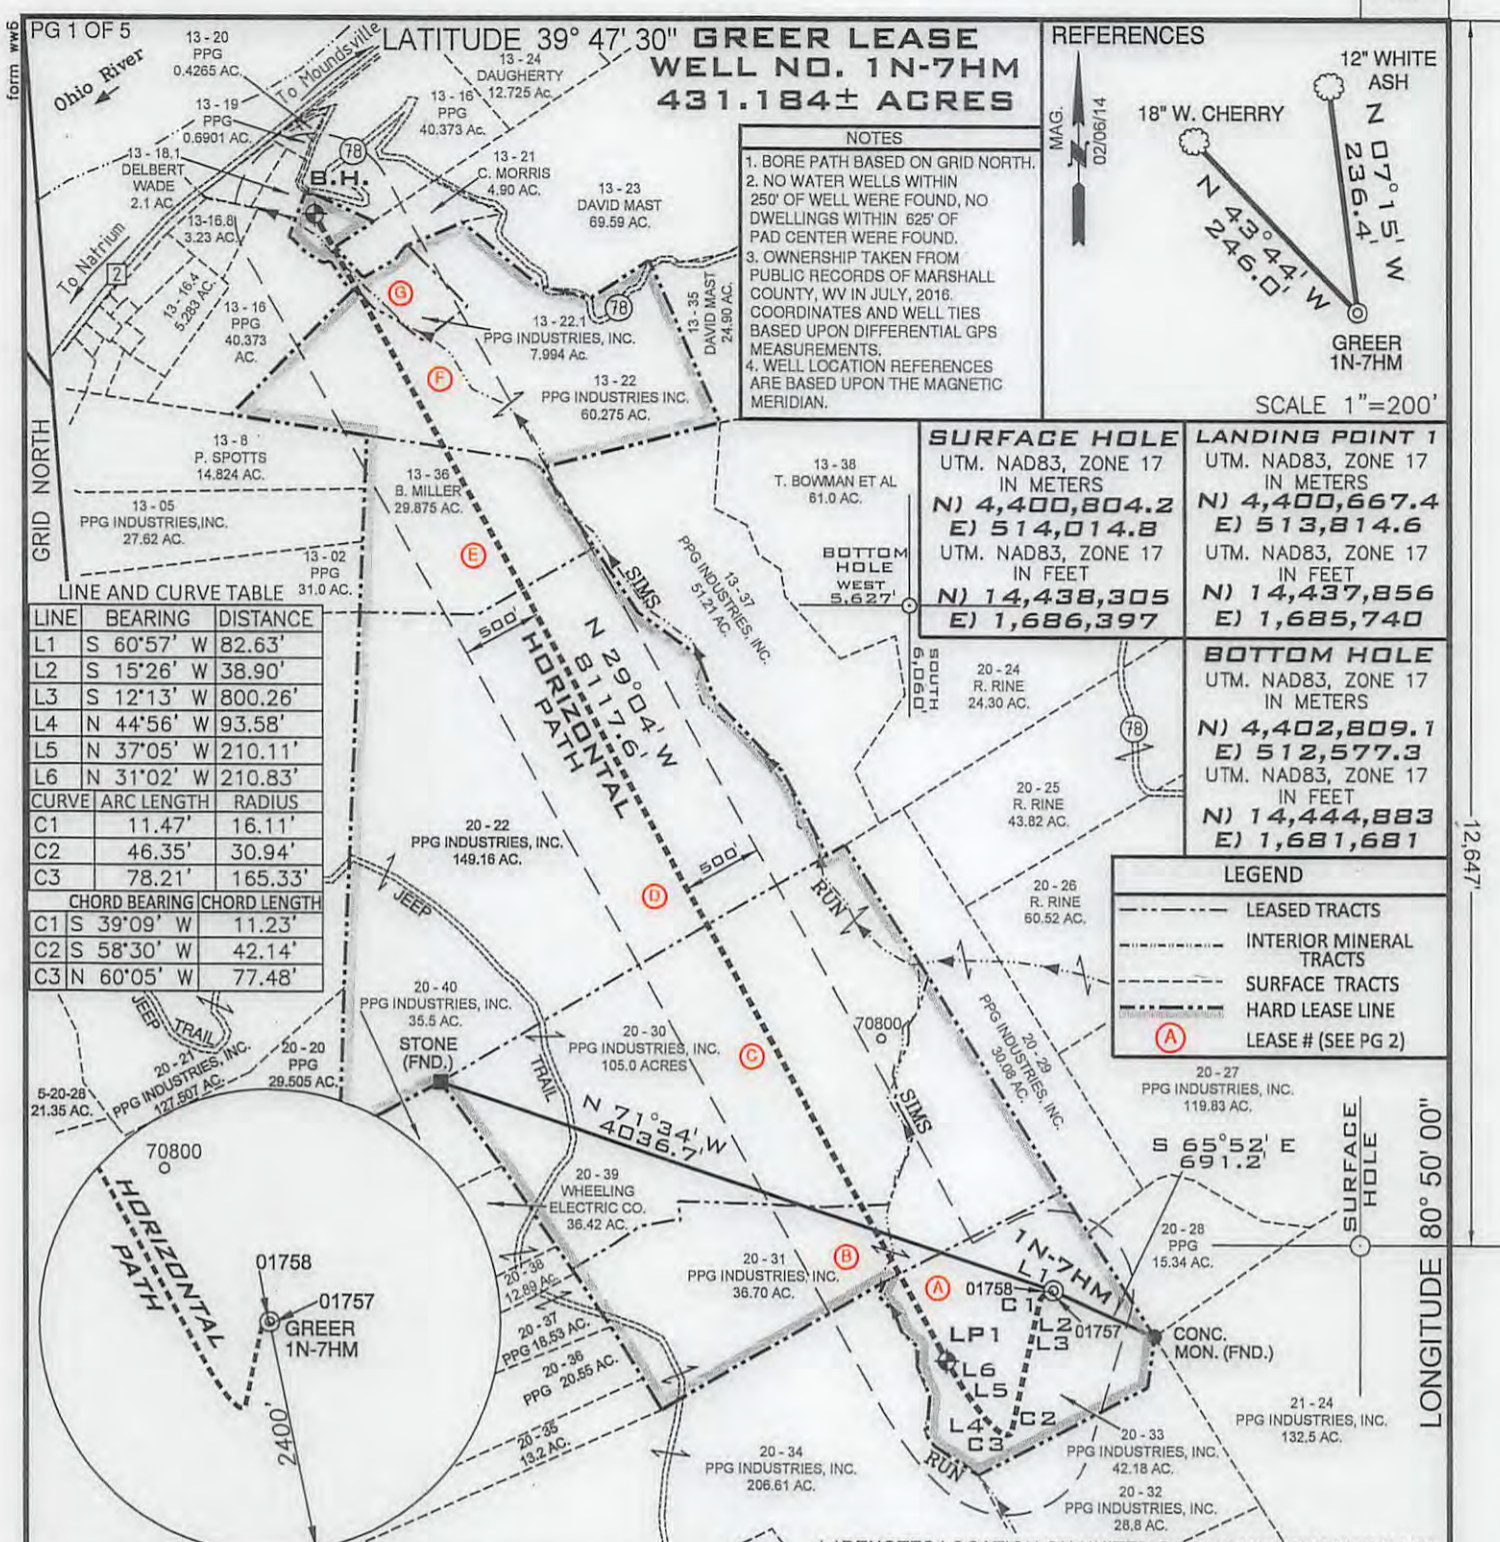 form ww6
PG 1 OF 5
LATITUDE 39° 47' 30"
GREER LEASE
WELL NO. 1N-7HM
431.184± ACRES
Ohio River
13 - 20
PPG
0.4265 AC.
To Moundsville
13 - 24
DAUGHERTY
12.725 Ac.
13 - 19
PPG
0.6901 AC.
13 - 16
PPG
40.373 Ac.
78
13 - 18.1
DELBERT
WADE
2.1 AC.
B.H.
13 - 21
C. MORRIS
4.90 AC.
13 - 23
DAVID MAST
69.59 AC.
13-16.8
3.23 AC.
To Natrium
2
13 - 16.4
5.283 AC.
13 - 16
PPG
40.373
AC.
G
13 - 22.1
PPG INDUSTRIES, INC.
7.994 Ac.
78
13 - 35
DAVID MAST
24.90 AC.
F
13 - 22
PPG INDUSTRIES INC.
60.275 AC.
NOTES
1. BORE PATH BASED ON GRID NORTH.
2. NO WATER WELLS WITHIN
250' OF WELL WERE FOUND, NO
DWELLINGS WITHIN 625' OF
PAD CENTER WERE FOUND.
3. OWNERSHIP TAKEN FROM
PUBLIC RECORDS OF MARSHALL
COUNTY, WV IN JULY, 2016.
COORDINATES AND WELL TIES
BASED UPON DIFFERENTIAL GPS
MEASUREMENTS.
4. WELL LOCATION REFERENCES
ARE BASED UPON THE MAGNETIC
MERIDIAN.
REFERENCES
MAG.
N
02/06/14
12" WHITE
ASH
18" W. CHERRY
N 07°15' W
236.4'
N 43°44' W
246.0'
GREER
1N-7HM
SCALE 1"=200'
SURFACE HOLE
UTM. NAD83, ZONE 17
IN METERS
N) 4,400,804.2
E) 514,014.8
UTM. NAD83, ZONE 17
IN FEET
N) 14,438,305
E) 1,686,397
LANDING POINT 1
UTM. NAD83, ZONE 17
IN METERS
N) 4,400,667.4
E) 513,814.6
UTM. NAD83, ZONE 17
IN FEET
N) 14,437,856
E) 1,685,740
BOTTOM HOLE
UTM. NAD83, ZONE 17
IN METERS
N) 4,402,809.1
E) 512,577.3
UTM. NAD83, ZONE 17
IN FEET
N) 14,444,883
E) 1,681,681
GRID NORTH
13 - 8
P. SPOTTS
14.824 AC.
13 - 36
B. MILLER
29.875 AC.
13 - 05
PPG INDUSTRIES,INC.
27.62 AC.
13 - 02
PPG
31.0 AC.
E
13 - 38
T. BOWMAN ET AL
61.0 AC.
BOTTOM
HOLE
WEST
5,627'
SOUTH
6,060'
13 - 37
PPG INDUSTRIES, INC.
51.21 AC.
SIMS
500'
N 29°04' W
8117.6'
HORIZONTAL
PATH
LINE AND CURVE TABLE
LINE BEARING DISTANCE
L1 S 60°57' W 82.63'
L2 S 15°26' W 38.90'
L3 S 12°13' W 800.26'
L4 N 44°56' W 93.58'
L5 N 37°05' W 210.11'
L6 N 31°02' W 210.83'
CURVE ARC LENGTH RADIUS
C1 11.47' 16.11'
C2 46.35' 30.94'
C3 78.21' 165.33'
CHORD BEARING CHORD LENGTH
C1 S 39°09' W 11.23'
C2 S 58°30' W 42.14'
C3 N 60°05' W 77.48'
20 - 24
R. RINE
24.30 AC.
78
20 - 25
R. RINE
43.82 AC.
20 - 26
R. RINE
60.52 AC.
20 - 22
PPG INDUSTRIES, INC.
149.16 AC.
500'
D
RUN
JEEP
12,647'
LEGEND
LEASED TRACTS
INTERIOR MINERAL
TRACTS
SURFACE TRACTS
HARD LEASE LINE
A LEASE # (SEE PG 2)
JEEP
TRAIL
20 - 21
PPG INDUSTRIES, INC.
127.507 AC.
20 - 20
PPG
29.505 AC.
5-20-28
21.35 AC.
20 - 40
PPG INDUSTRIES, INC.
35.5 AC.
STONE
(FND.)
20 - 30
PPG INDUSTRIES, INC.
105.0 ACRES
TRAIL
C
70800
SIMS
20 - 29
PPG INDUSTRIES, INC.
30.08 AC.
20 - 27
PPG INDUSTRIES, INC.
119.83 AC.
N 71°34' W
4036.7'
S 65°52' E
691.2'
SURFACE
HOLE
LONGITUDE 80° 50' 00"
20 - 28
PPG
15.34 AC.
70800
HORIZONTAL
PATH
01758
01757
GREER
1N-7HM
2400'
20 - 39
WHEELING
ELECTRIC CO.
36.42 AC.
20 - 38
12.89 AC.
20 - 37
PPG 18.53 AC.
20 - 36
PPG 20.55 AC.
20 - 35
13.2 AC.
20 - 31
PPG INDUSTRIES, INC.
36.70 AC.
B
A
1N-7HM
01758
L1
C1
L2
L3
01757
LP1
L6
L5
L4
C2
C3
RUN
CONC.
MON. (FND.)
20 - 34
PPG INDUSTRIES, INC.
206.61 AC.
20 - 33
PPG INDUSTRIES, INC.
42.18 AC.
20 - 32
PPG INDUSTRIES, INC.
28.8 AC.
21 - 24
PPG INDUSTRIES, INC.
132.5 AC.